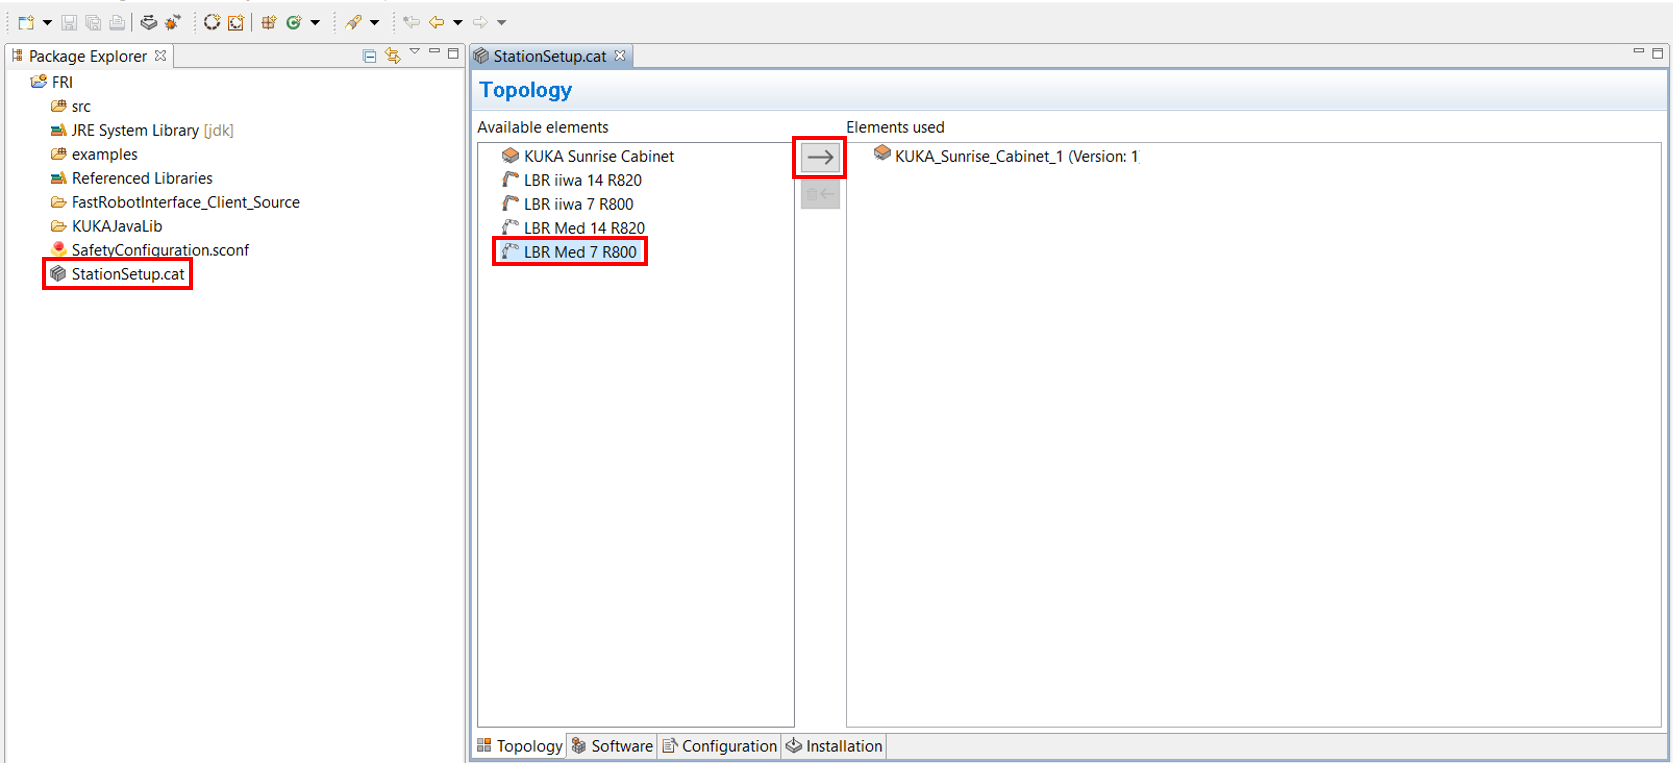 Package Explorer
FRI
src
JRE System Library [jdk]
examples
Referenced Libraries
FastRobotInterface_Client_Source
KUKAJavaLib
SafetyConfiguration.sconf
StationSetup.cat
StationSetup.cat
Topology
Available elements
KUKA Sunrise Cabinet
LBR iiwa 14 R820
LBR iiwa 7 R800
LBR Med 14 R820
LBR Med 7 R800
Elements used
KUKA_Sunrise_Cabinet_1 (Version: 1
Topology Software Configuration Installation